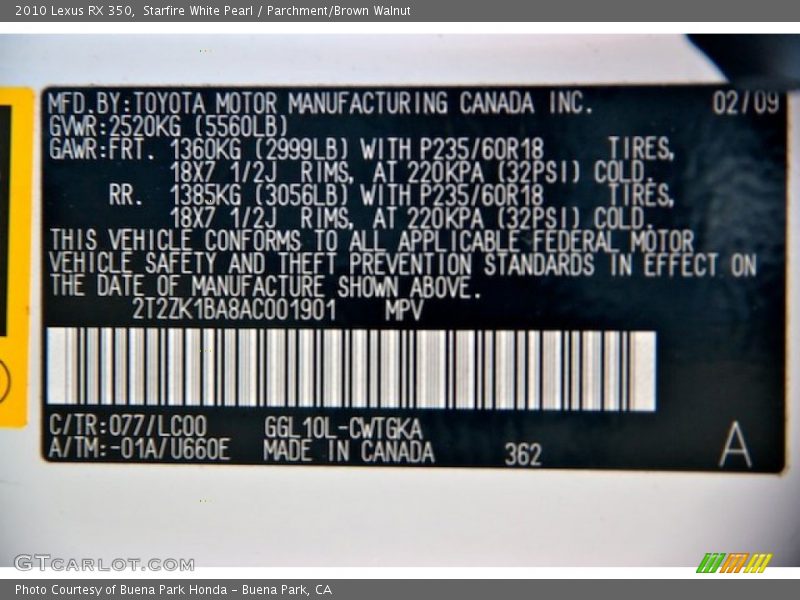 2010 Lexus RX 350,  Starfire White Pearl / Parchment/Brown Walnut
MFD.BY:TOYOTA MOTOR MANUFACTURING CANADA INC. 02/09
GVWR:2520KG (5560LB)
GAWR:FRT. 1360KG (2999LB) WITH P235/60R18 TIRES,
18X7 1/2J RIMS, AT 220KPA (32PSI) COLD.
RR. 1385KG (3056LB) WITH P235/60R18 TIRES,
18X7 1/2J RIMS, AT 220KPA (32PSI) COLD.
THIS VEHICLE CONFORMS TO ALL APPLICABLE FEDERAL MOTOR
VEHICLE SAFETY AND THEFT PREVENTION STANDARDS IN EFFECT ON
THE DATE OF MANUFACTURE SHOWN ABOVE.
2T2ZK1BA8AC001901 MPV
C/TR:077/LC00 GGL10L-CWTGKA
A/TM:-01A/U660E MADE IN CANADA 362 A
GTCARLOT.COM
Photo Courtesy of Buena Park Honda - Buena Park, CA